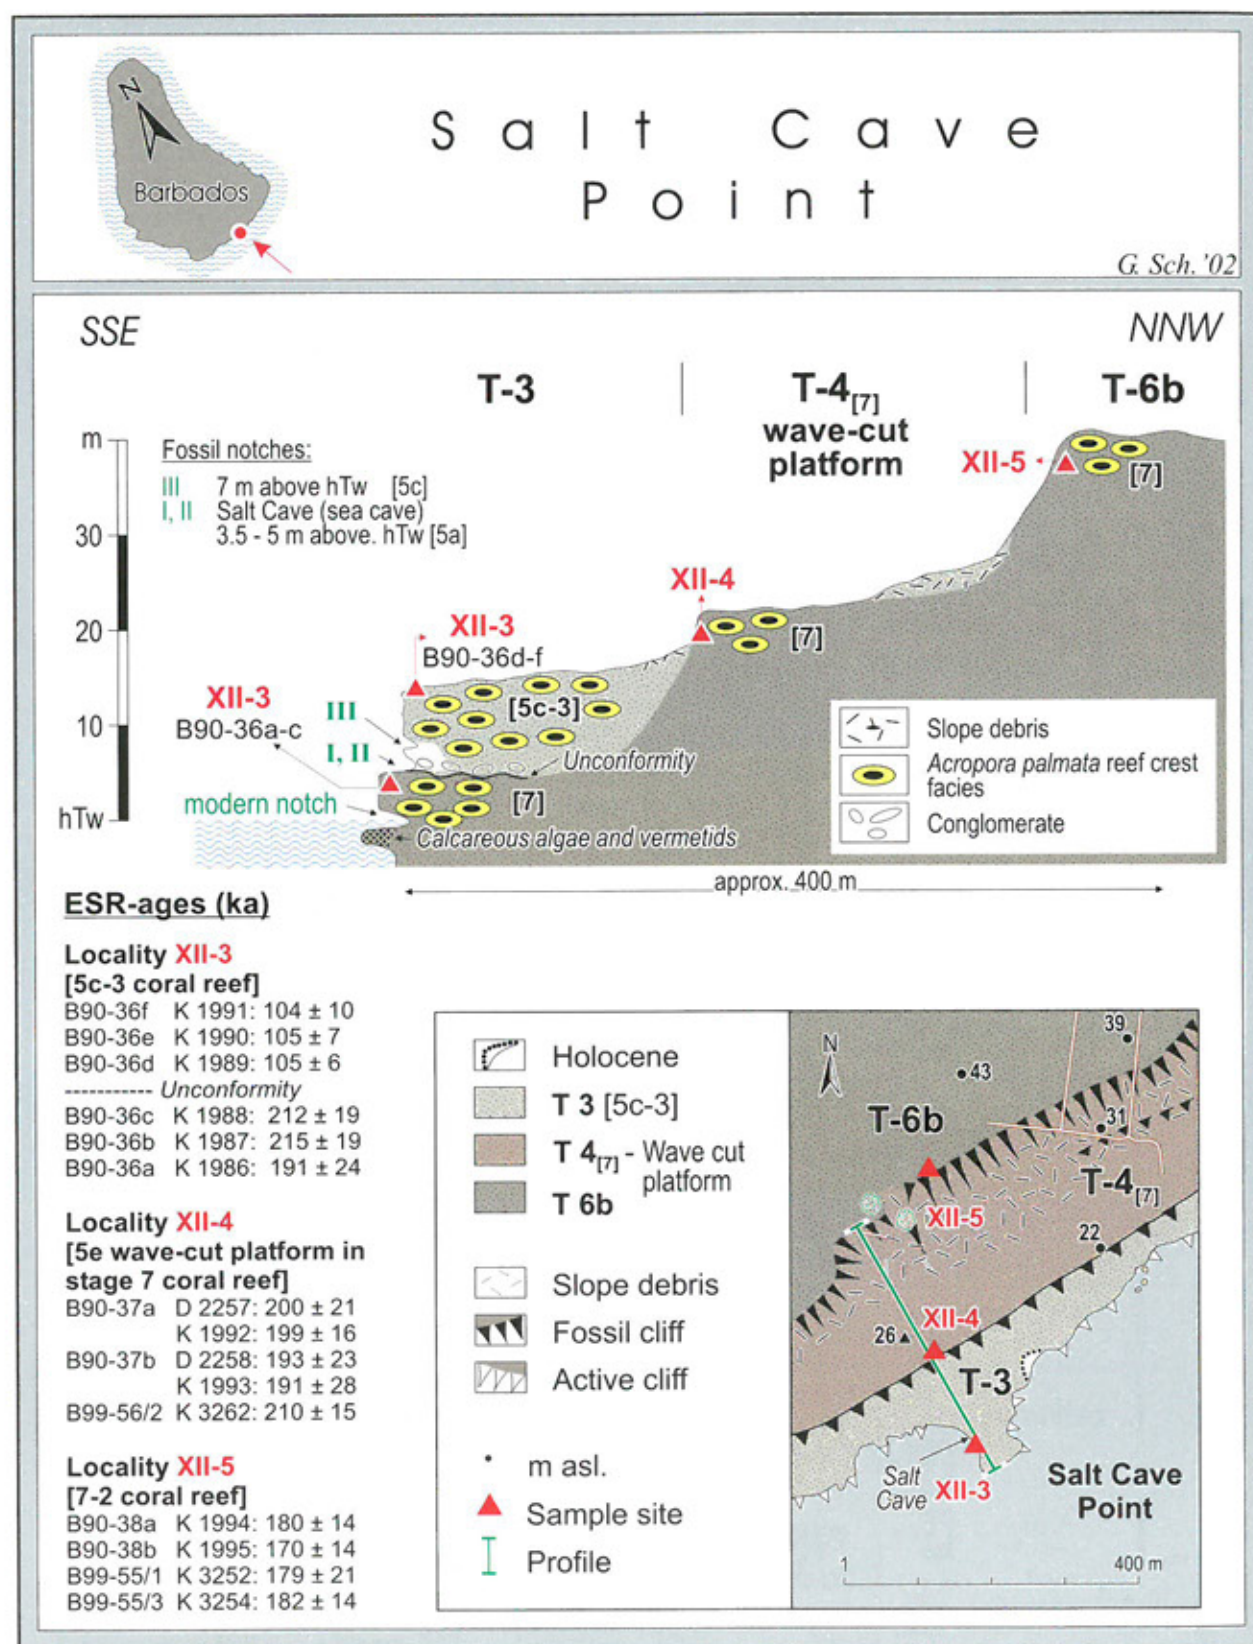 N
Barbados
Salt Cave
Point
G. Sch. '02
SSE
NNW
T-3
T-4[7]
wave-cut
platform
T-6b
m
30
20
10
hTw
Fossil notches:
III 7 m above hTw [5c]
I, II Salt Cave (sea cave)
3.5 - 5 m above. hTw [5a]
XII-5
[7]
XII-4
[7]
XII-3
B90-36d-f
XII-3
B90-36a-c
III
[5c-3]
I, II
Unconformity
[7]
modern notch
Calcareous algae and vermetids
Slope debris
Acropora palmata reef crest
facies
Conglomerate
approx. 400 m
ESR-ages (ka)
Locality XII-3
[5c-3 coral reef]
B90-36f K 1991: 104 ± 10
B90-36e K 1990: 105 ± 7
B90-36d K 1989: 105 ± 6
----------- Unconformity
B90-36c K 1988: 212 ± 19
B90-36b K 1987: 215 ± 19
B90-36a K 1986: 191 ± 24
Locality XII-4
[5e wave-cut platform in
stage 7 coral reef]
B90-37a D 2257: 200 ± 21
K 1992: 199 ± 16
B90-37b D 2258: 193 ± 23
K 1993: 191 ± 28
B99-56/2 K 3262: 210 ± 15
Locality XII-5
[7-2 coral reef]
B90-38a K 1994: 180 ± 14
B90-38b K 1995: 170 ± 14
B99-55/1 K 3252: 179 ± 21
B99-55/3 K 3254: 182 ± 14
Holocene
T 3 [5c-3]
T 4[7] - Wave cut
platform
T 6b
Slope debris
Fossil cliff
Active cliff
m asl.
Sample site
Profile
N
39
43
31
T-6b
T-4[7]
XII-5
22
26
XII-4
T-3
Salt
Cave
XII-3
Salt Cave
Point
1
400 m